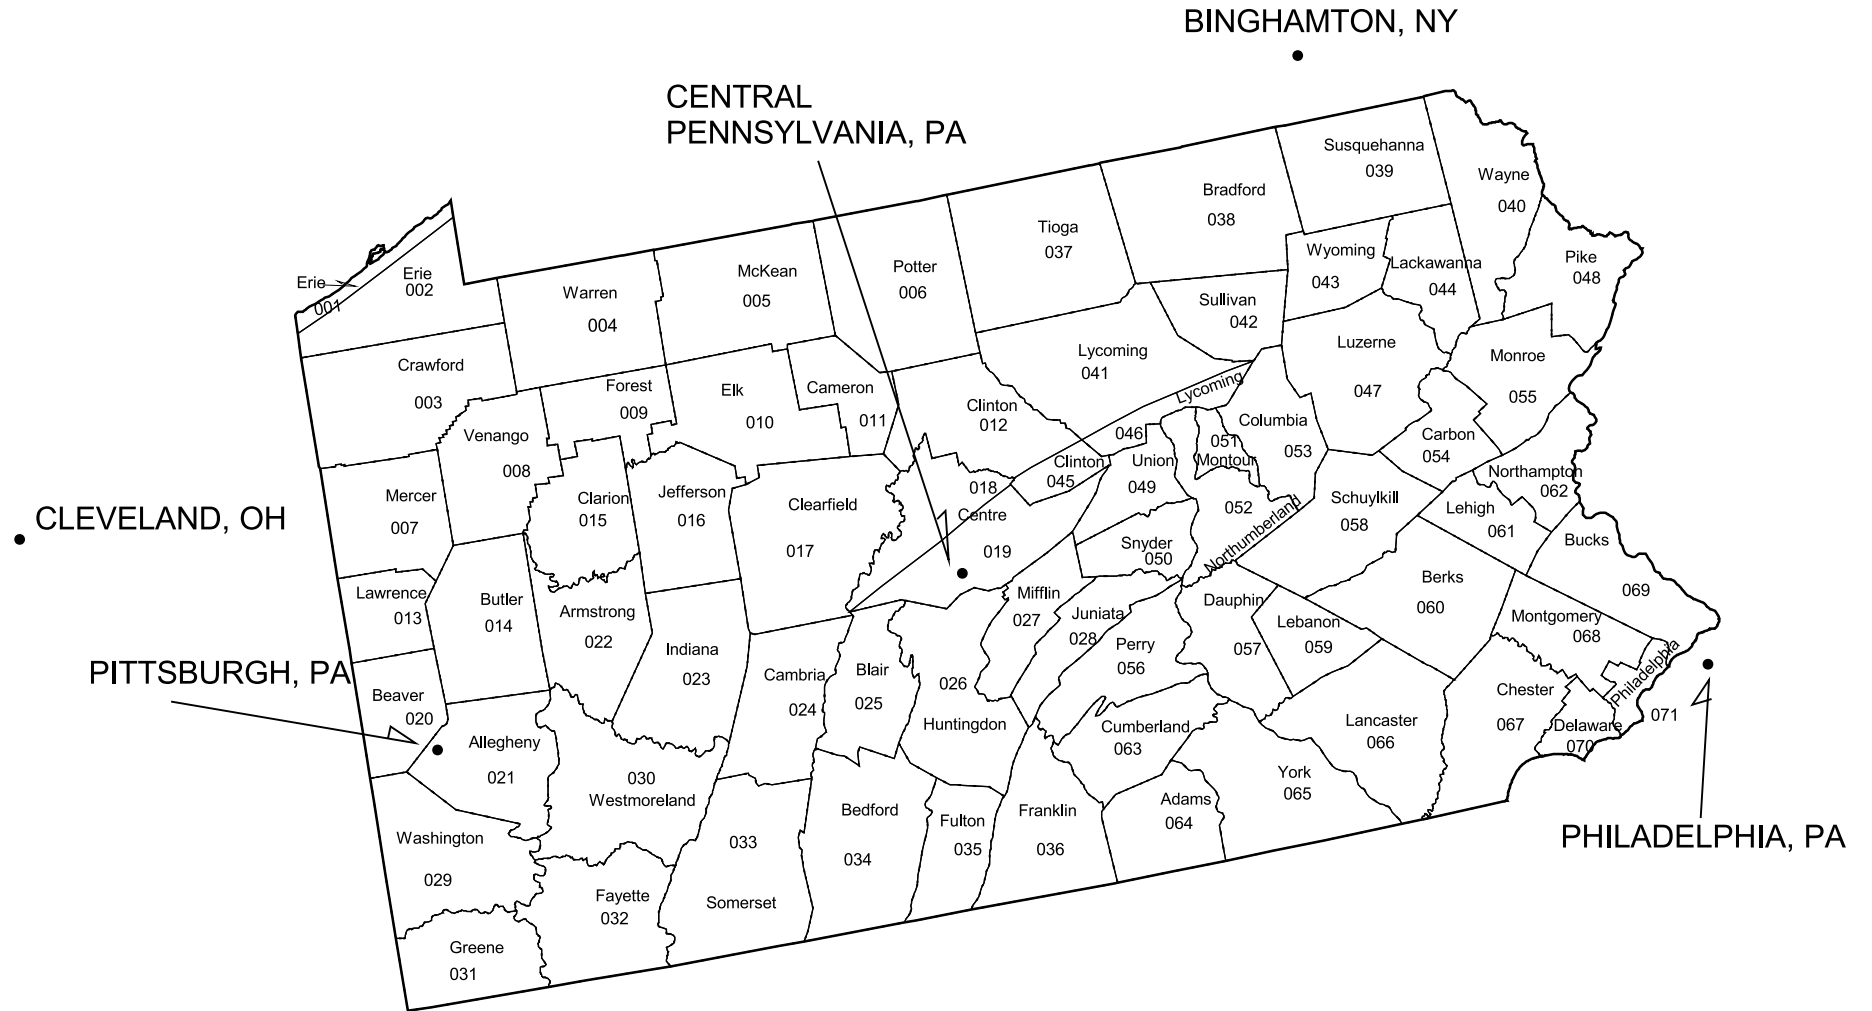 BINGHAMTON, NY
CENTRAL
PENNSYLVANIA, PA
CLEVELAND, OH
PITTSBURGH, PA
PHILADELPHIA, PA
Erie
001
Erie
002
Crawford
003
Warren
004
McKean
005
Potter
006
Mercer
007
Venango
008
Forest
009
Elk
010
Cameron
011
Clinton
012
Lawrence
013
Butler
014
Clarion
015
Jefferson
016
Clearfield
017
018
Centre
019
Beaver
020
Allegheny
021
Armstrong
022
Indiana
023
Cambria
024
Blair
025
026
Huntingdon
Mifflin
027
Juniata
028
Washington
029
030
Westmoreland
Greene
031
Fayette
032
033
Somerset
Bedford
034
Fulton
035
Franklin
036
Tioga
037
Bradford
038
Susquehanna
039
Wayne
040
Lycoming
041
Sullivan
042
Wyoming
043
Lackawanna
044
Clinton
045
Lycoming
046
Luzerne
047
Pike
048
Union
049
Snyder
050
051
Montour
052
Northumberland
Columbia
053
Carbon
054
Monroe
055
Perry
056
Dauphin
057
Schuylkill
058
Lebanon
059
Berks
060
Lehigh
061
Northampton
062
Cumberland
063
Adams
064
York
065
Lancaster
066
Chester
067
Montgomery
068
Bucks
069
Delaware
070
Philadelphia
071